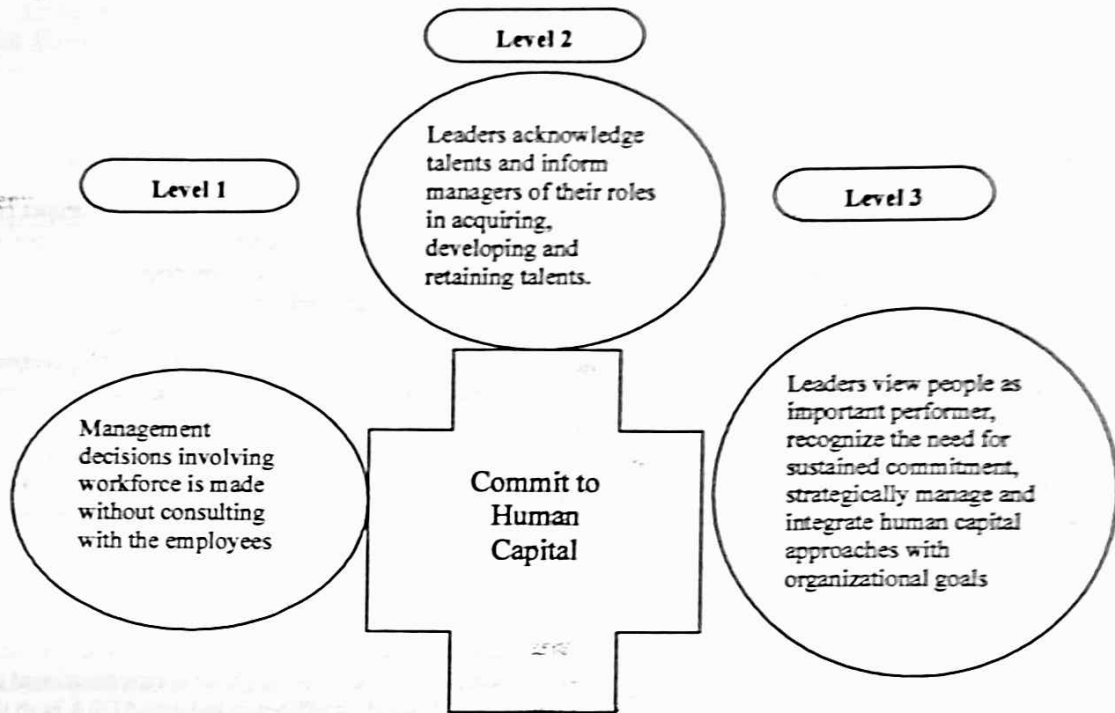 Level 2
Leaders acknowledge
talents and inform
managers of their roles
in acquiring,
developing and
retaining talents.
Level 1
Management
decisions involving
workforce is made
without consulting
with the employees
Level 3
Leaders view people as
important performer,
recognize the need for
sustained commitment,
strategically manage and
integrate human capital
approaches with
organizational goals
Commit to
Human
Capital